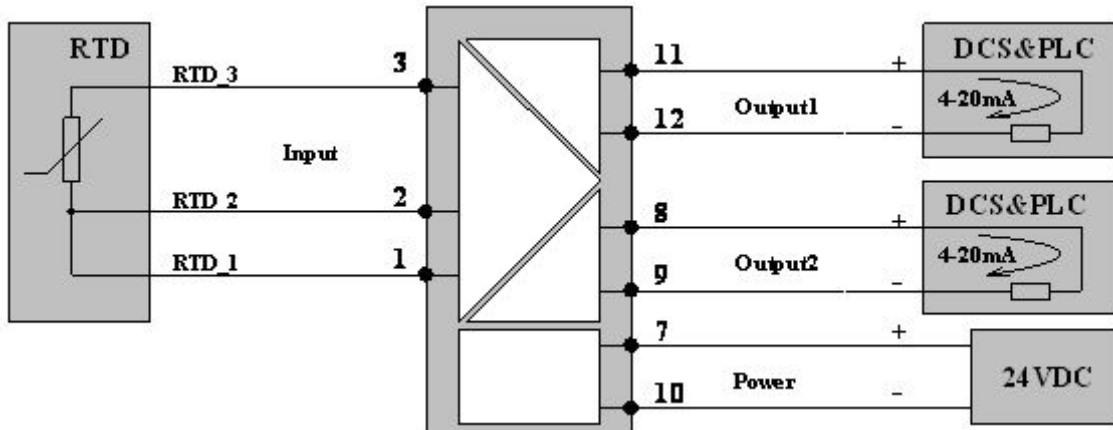 RTD
RTD_3
3
Input
RTD_2
2
RTD_1
1
11
+
DCS&PLC
4-20mA
Output1
12
-
8
+
DCS&PLC
4-20mA
Output2
9
-
7
+
Power
24VDC
10
-